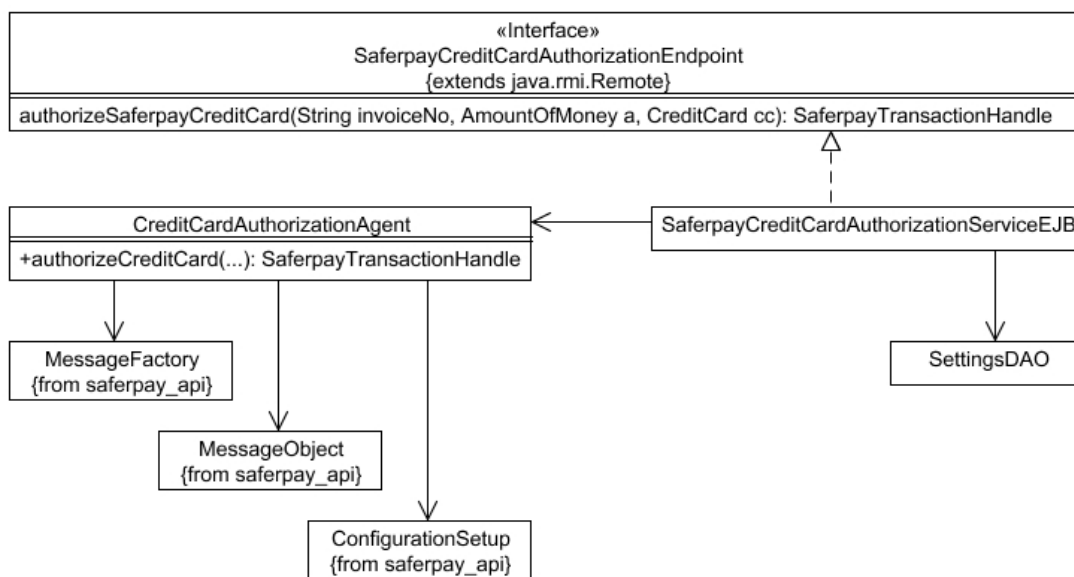 «Interface»
SaferpayCreditCardAuthorizationEndpoint
{extends java.rmi.Remote}
authorizeSaferpayCreditCard(String invoiceNo, AmountOfMoney a, CreditCard cc): SaferpayTransactionHandle
CreditCardAuthorizationAgent
+authorizeCreditCard(...): SaferpayTransactionHandle
SaferpayCreditCardAuthorizationServiceEJB
MessageFactory
{from saferpay_api}
SettingsDAO
MessageObject
{from saferpay_api}
ConfigurationSetup
{from saferpay_api}